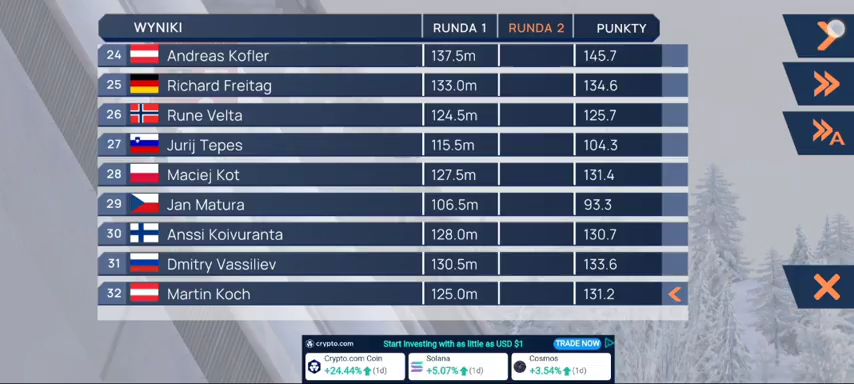 WYNIKI RUNDA 1 RUNDA 2 PUNKTY
24 Andreas Kofler 137.5m 145.7
25 Richard Freitag 133.0m 134.6
26 Rune Velta 124.5m 125.7
27 Jurij Tepes 115.5m 104.3
28 Maciej Kot 127.5m 131.4
29 Jan Matura 106.5m 93.3
30 Anssi Koivuranta 128.0m 130.7
31 Dmitry Vassiliev 130.5m 133.6
32 Martin Koch 125.0m 131.2
A
crypto.com Start investing with as little as USD $1 TRADE NOW
Crypto.com Coin Solana Cosmos
+24.44% (1d) +5.07% (1d) +3.54% (1d)